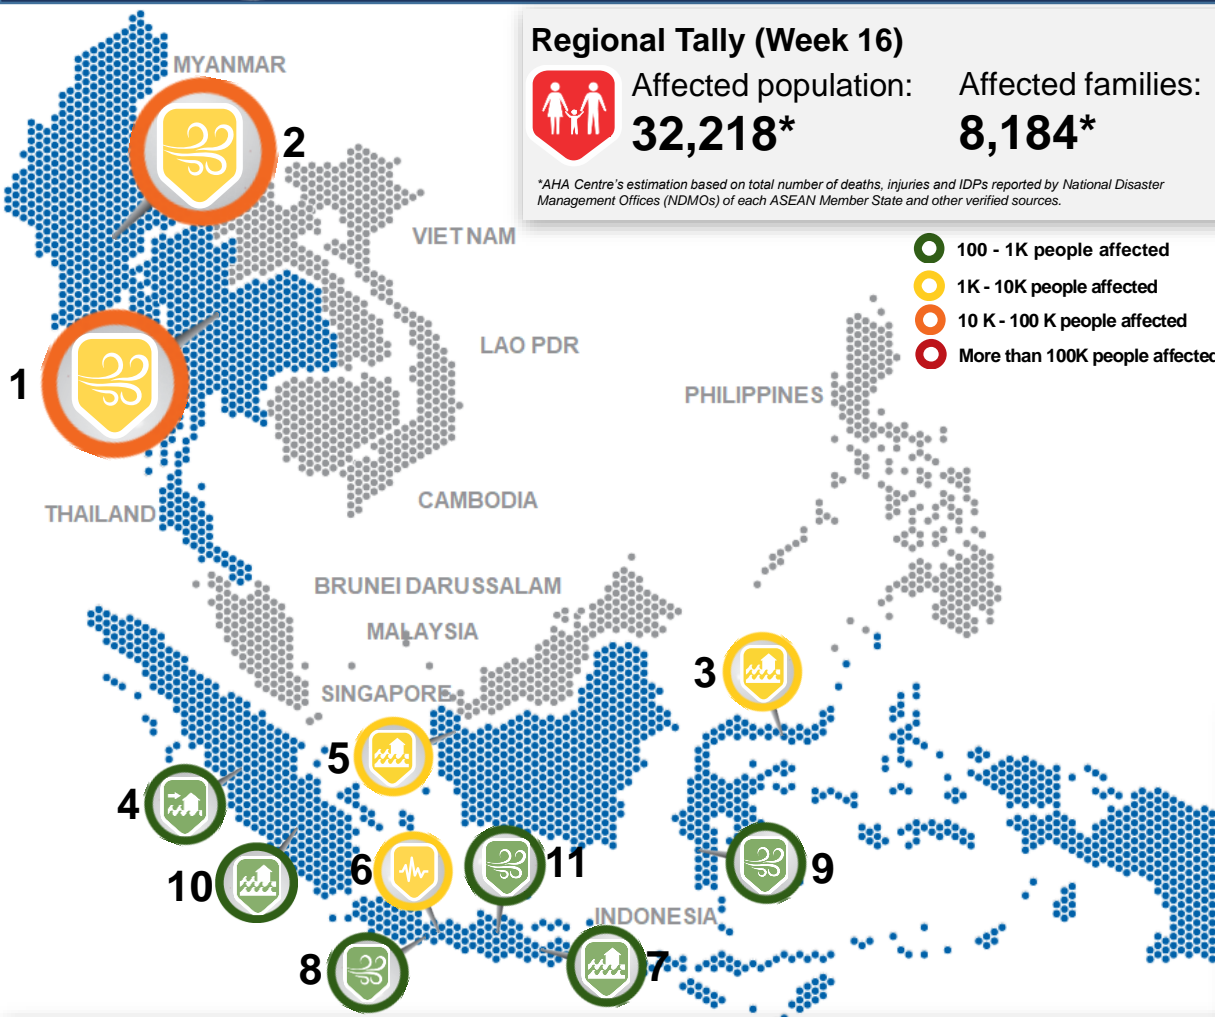 Regional Tally (Week 16)
Affected population:
32,218*
Affected families:
8,184*
*AHA Centre's estimation based on total number of deaths, injuries and IDPs reported by National Disaster
Management Offices (NDMOs) of each ASEAN Member State and other verified sources.
100 - 1K people affected
1K - 10K people affected
10 K - 100 K people affected
More than 100K people affected
MYANMAR
2
VIET NAM
LAO PDR
1
PHILIPPINES
CAMBODIA
THAILAND
BRUNEI DARUSSALAM
MALAYSIA
SINGAPORE
3
5
4
10
6
11
9
INDONESIA
8
7